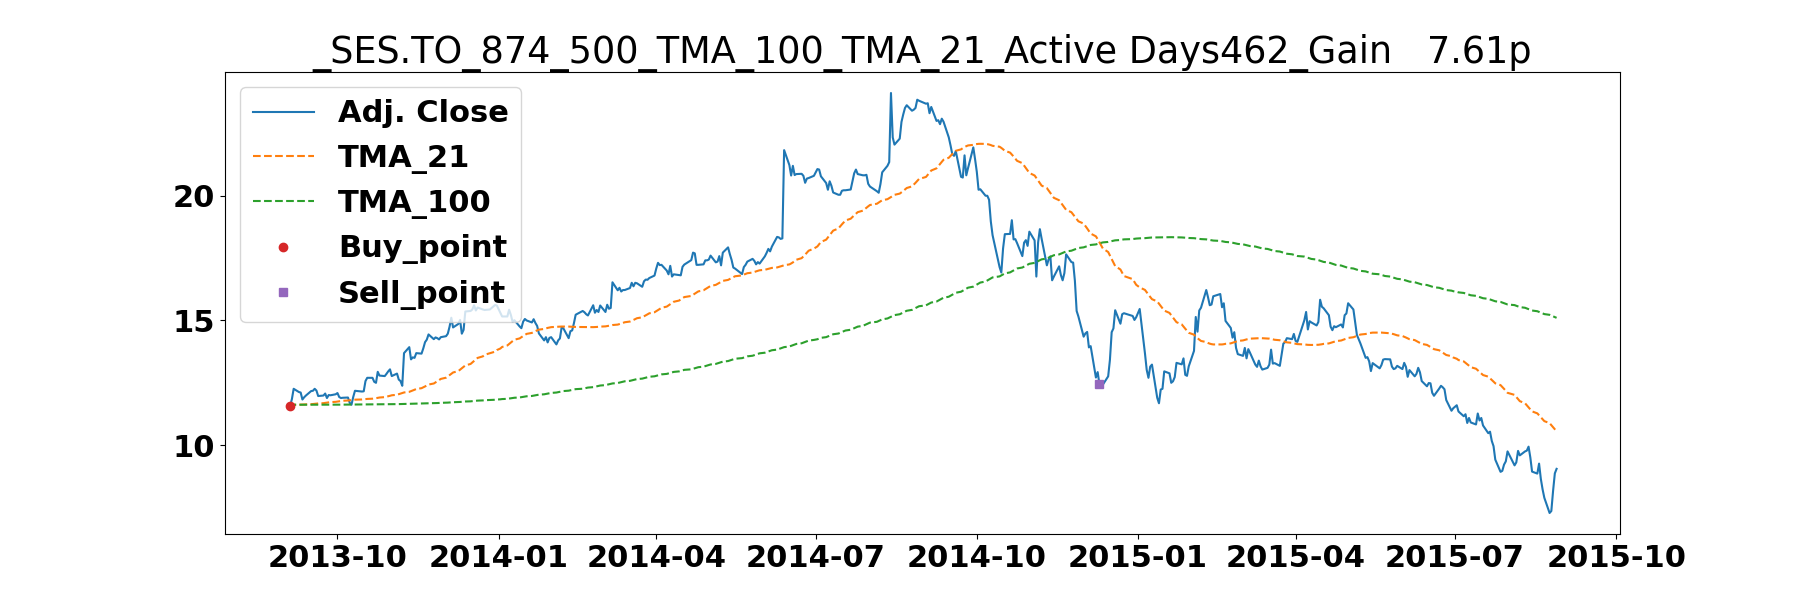 _SES.TO_874_500_TMA_100_TMA_21_Active Days462_Gain   7.61p
Adj. Close
TMA_21
TMA_100
Buy_point
Sell_point
20
15
10
2013-10 2014-01 2014-04 2014-07 2014-10 2015-01 2015-04 2015-07 2015-10